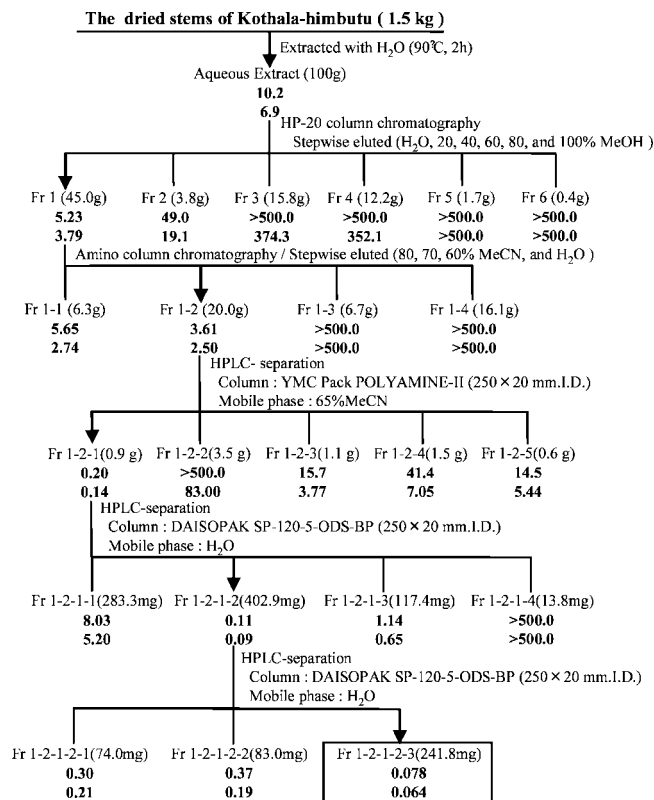 The dried stems of Kothala-himbutu ( 1.5 kg )
Extracted with H₂O (90℃, 2h)
Aqueous Extract (100g)
10.2
6.9
HP-20 column chromatography
Stepwise eluted (H₂O, 20, 40, 60, 80, and 100% MeOH )
Fr 1 (45.0g) Fr 2 (3.8g) Fr 3 (15.8g) Fr 4 (12.2g) Fr 5 (1.7g) Fr 6 (0.4g)
5.23 49.0 >500.0 >500.0 >500.0 >500.0
3.79 19.1 374.3 352.1 >500.0 >500.0
Amino column chromatography / Stepwise eluted (80, 70, 60% MeCN, and H₂O )
Fr 1-1 (6.3g) Fr 1-2 (20.0g) Fr 1-3 (6.7g) Fr 1-4 (16.1g)
5.65 3.61 >500.0 >500.0
2.74 2.50 >500.0 >500.0
HPLC- separation
Column : YMC Pack POLYAMINE-II (250 × 20 mm.I.D.)
Mobile phase : 65%MeCN
Fr 1-2-1(0.9 g) Fr 1-2-2(3.5 g) Fr 1-2-3(1.1 g) Fr 1-2-4(1.5 g) Fr 1-2-5(0.6 g)
0.20 >500.0 15.7 41.4 14.5
0.14 83.00 3.77 7.05 5.44
HPLC-separation
Column : DAISOPAK SP-120-5-ODS-BP (250 × 20 mm.I.D.)
Mobile phase : H₂O
Fr 1-2-1-1(283.3mg) Fr 1-2-1-2(402.9mg) Fr 1-2-1-3(117.4mg) Fr 1-2-1-4(13.8mg)
8.03 0.11 1.14 >500.0
5.20 0.09 0.65 >500.0
HPLC-separation
Column : DAISOPAK SP-120-5-ODS-BP (250 × 20 mm.I.D.)
Mobile phase : H₂O
Fr 1-2-1-2-1(74.0mg) Fr 1-2-1-2-2(83.0mg) Fr 1-2-1-2-3(241.8mg)
0.30 0.37 0.078
0.21 0.19 0.064